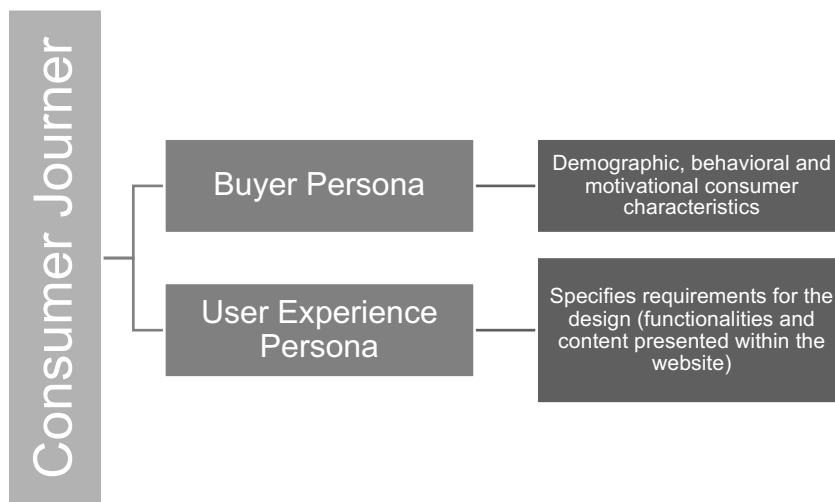 Consumer Journer
Buyer Persona
Demographic, behavioral and
motivational consumer
characteristics
User Experience
Persona
Specifies requirements for the
design (functionalities and
content presented within the
website)